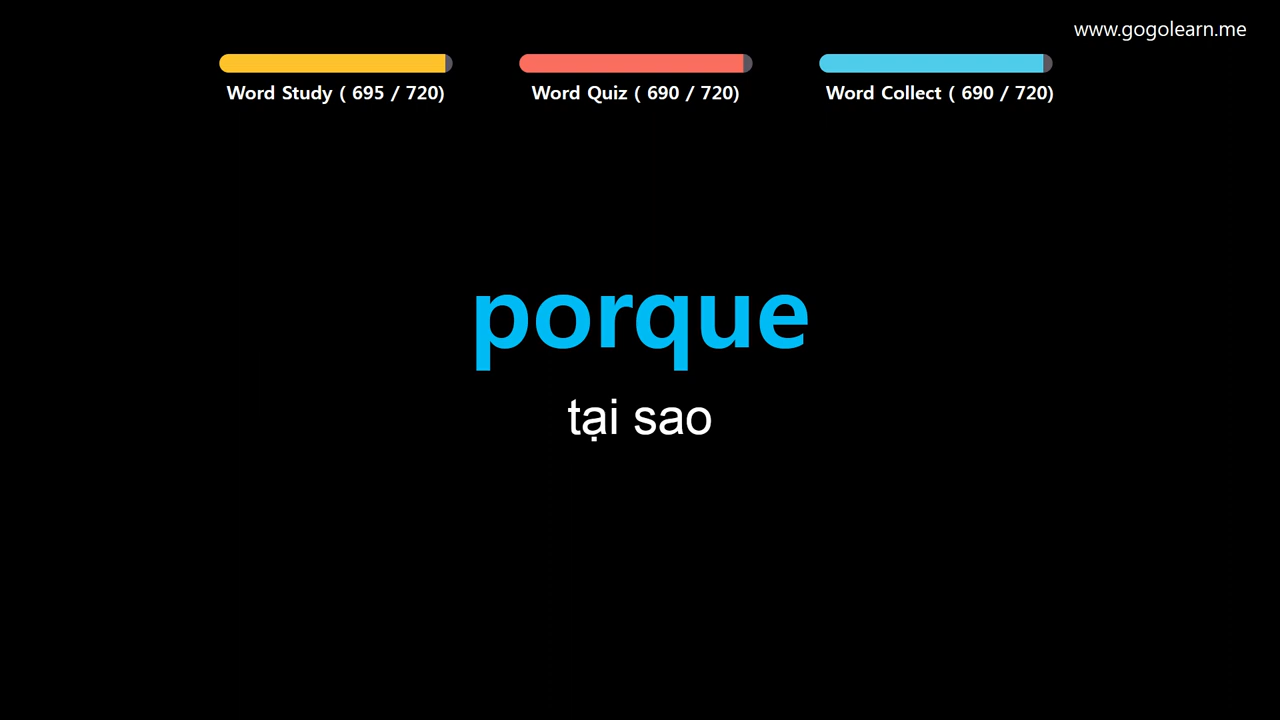 www.gogolearn.me
Word Study ( 695 / 720)
Word Quiz ( 690 / 720)
Word Collect ( 690 / 720)
porque
tại sao